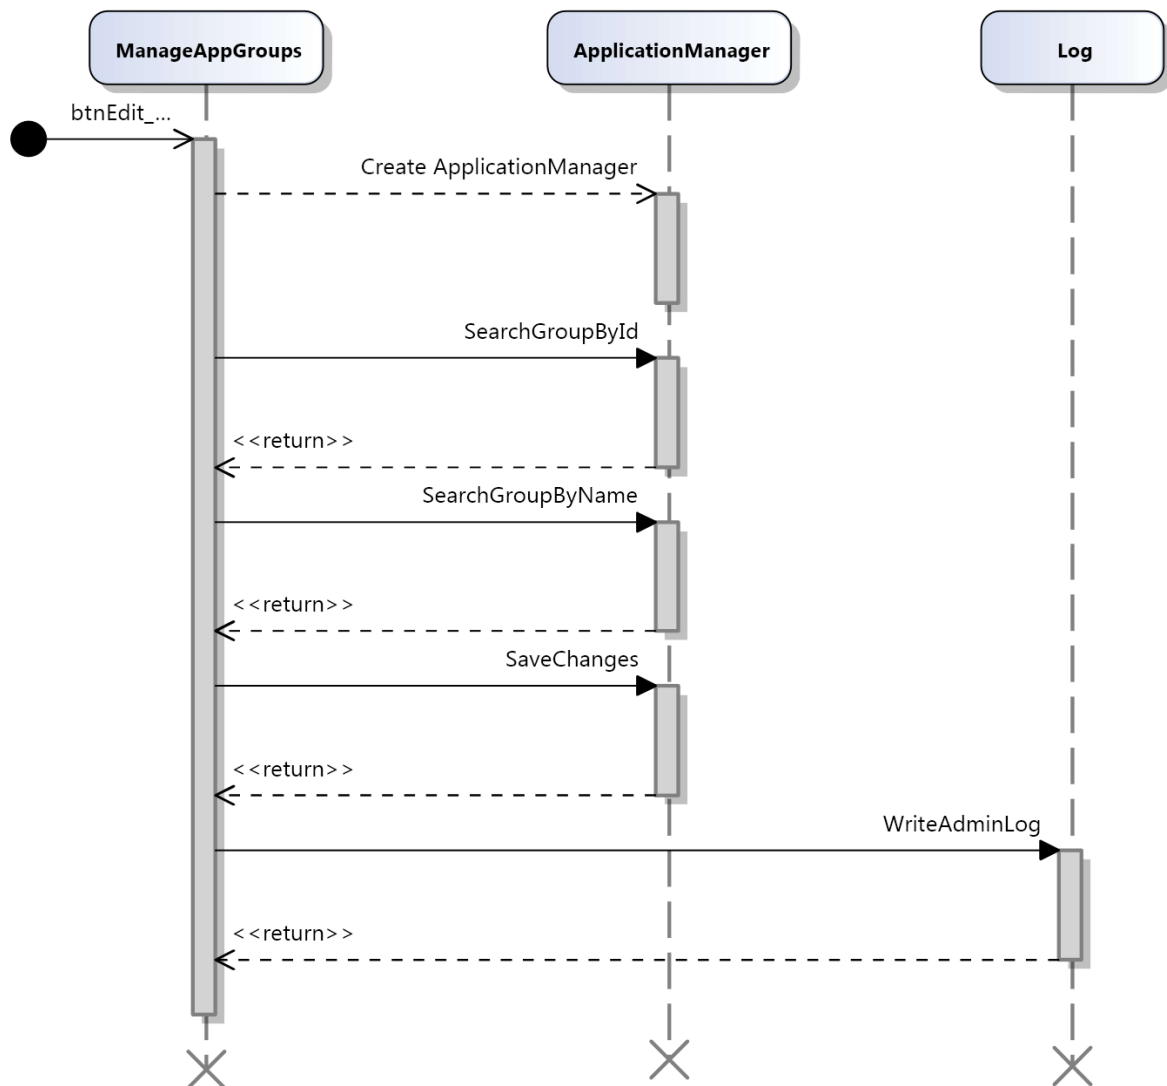 ManageAppGroups
ApplicationManager
Log
btnEdit_...
Create ApplicationManager
SearchGroupById
<<return>>
SearchGroupByName
<<return>>
SaveChanges
<<return>>
WriteAdminLog
<<return>>